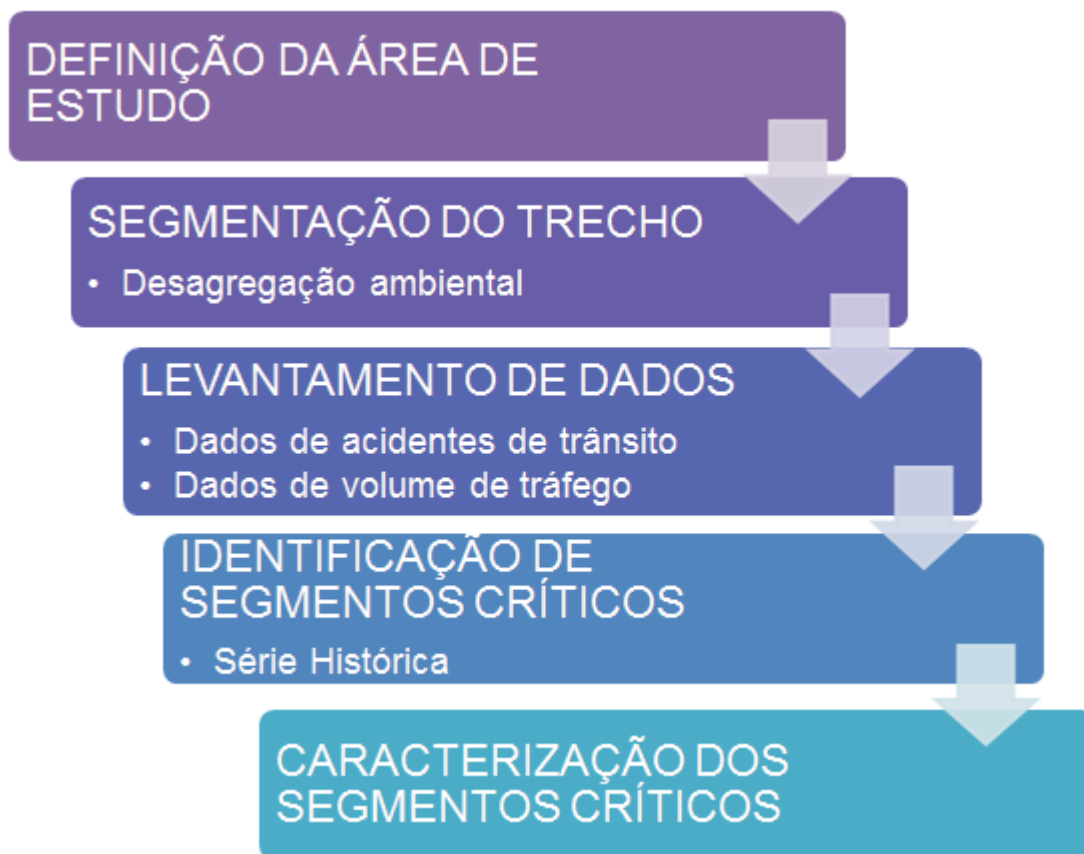 DEFINIÇÃO DA ÁREA DE
ESTUDO
SEGMENTAÇÃO DO TRECHO
• Desagregação ambiental
LEVANTAMENTO DE DADOS
• Dados de acidentes de trânsito
• Dados de volume de tráfego
IDENTIFICAÇÃO DE
SEGMENTOS CRÍTICOS
• Série Histórica
CARACTERIZAÇÃO DOS
SEGMENTOS CRÍTICOS